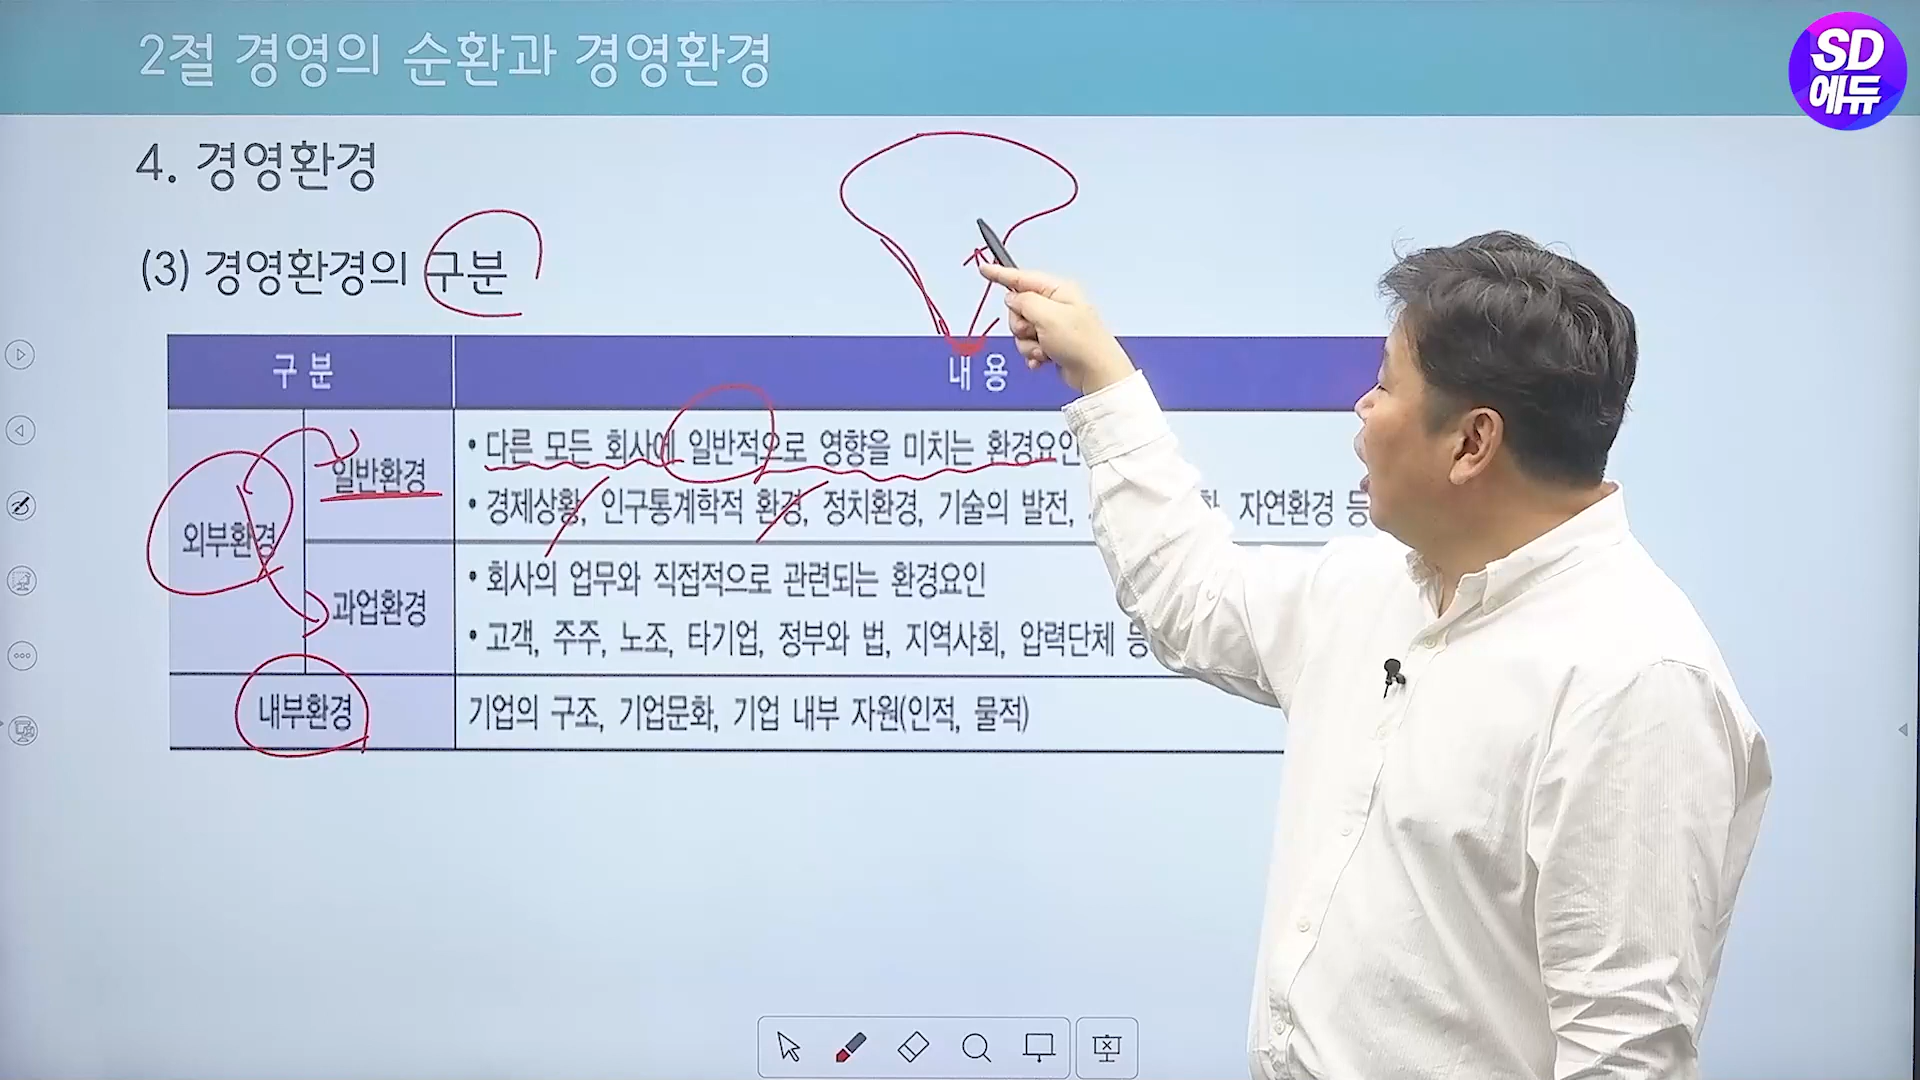 2절 경영의 순환과 경영환경
SD
에듀
4. 경영환경
(3) 경영환경의 구분
구 분
내 용
외부환경
일반환경
• 다른 모든 회사에 일반적으로 영향을 미치는 환경요인
• 경제상황, 인구통계학적 환경, 정치환경, 기술의 발전, 자연환경 등
과업환경
• 회사의 업무와 직접적으로 관련되는 환경요인
• 고객, 주주, 노조, 타기업, 정부와 법, 지역사회, 압력단체 등
내부환경
기업의 구조, 기업문화, 기업 내부 자원(인적, 물적)